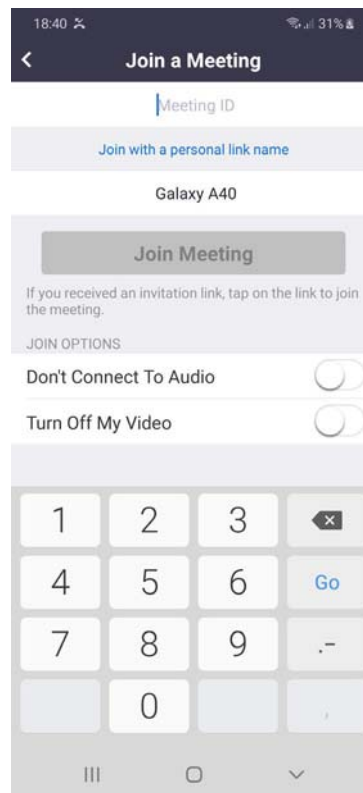 18:40 31%
Join a Meeting
Meeting ID
Join with a personal link name
Galaxy A40
Join Meeting
If you received an invitation link, tap on the link to join
the meeting.
JOIN OPTIONS
Don't Connect To Audio
Turn Off My Video
1 2 3
4 5 6 Go
7 8 9 .-
0 ,